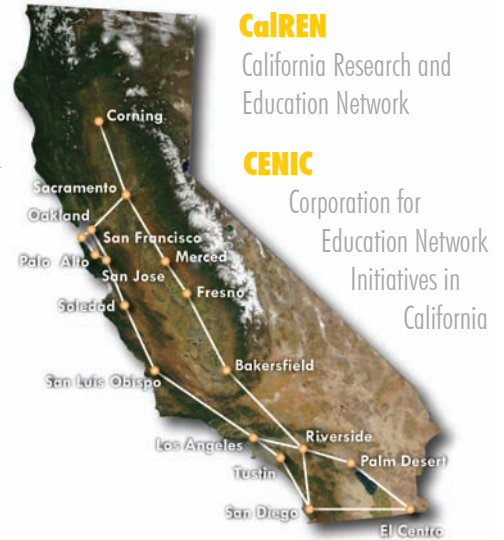 CalREN
California Research and
Education Network
CENIC
Corporation for
Education Network
Initiatives in
California
Corning
Sacramento
Oakland
San Francisco
Palo Alto
Merced
San Jose
Fresno
Soledad
Bakersfield
San Luis Obispo
Riverside
Los Angeles
Palm Desert
Tustin
San Diego
El Centro